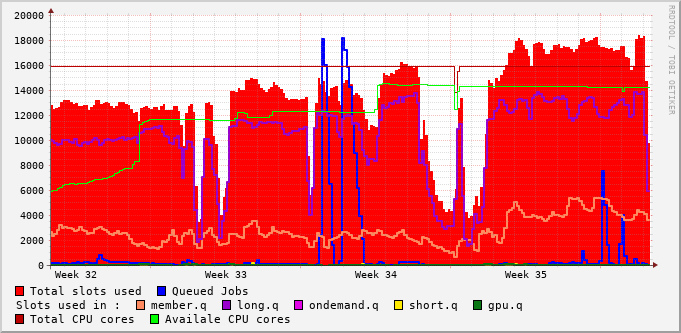 20000
18000
16000
14000
12000
10000
8000
6000
4000
2000
0
Week 32 Week 33 Week 34 Week 35
Total slots used Queued Jobs
Slots used in : member.q long.q ondemand.q short.q gpu.q
Total CPU cores Availale CPU cores
RRDTOOL / TOBI OETIKER